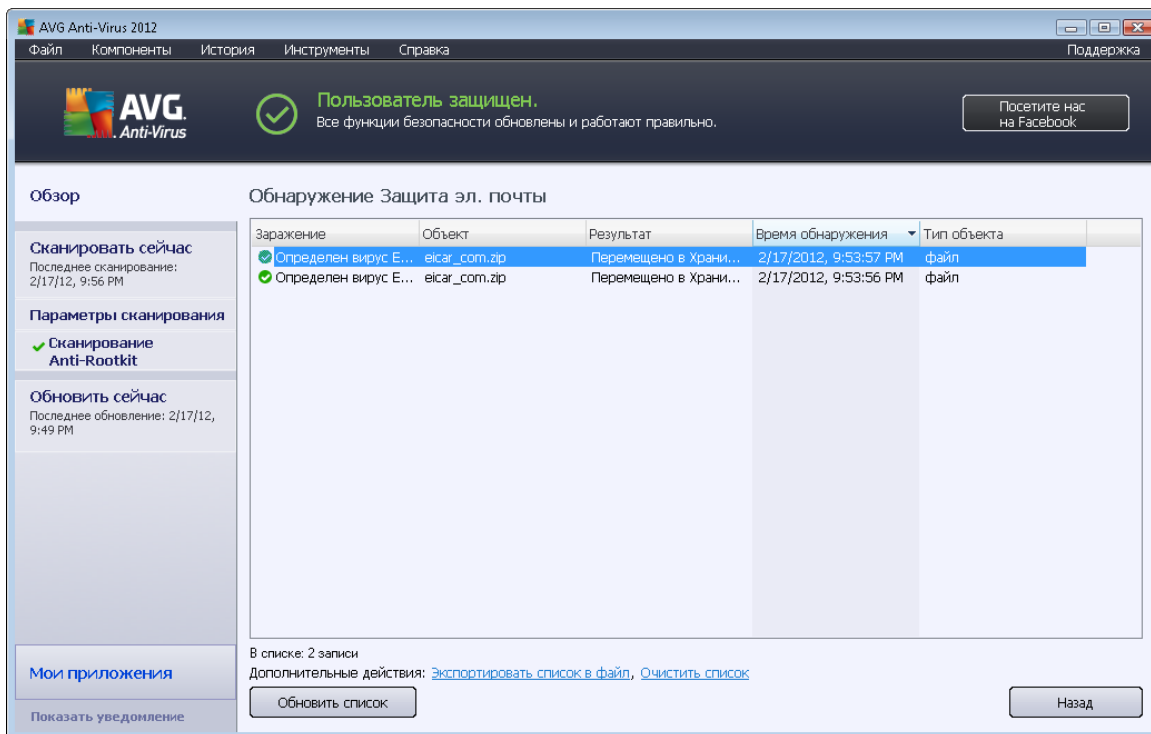 AVG Anti-Virus 2012
Файл Компоненты История Инструменты Справка Поддержка
AVG.
Anti-Virus
Пользователь защищен.
Все функции безопасности обновлены и работают правильно.
Посетите нас
на Facebook
Обзор
Сканировать сейчас
Последнее сканирование:
2/17/12, 9:56 PM
Параметры сканирования
Сканирование
Anti-Rootkit
Обновить сейчас
Последнее обновление: 2/17/12,
9:49 PM
Мои приложения
Показать уведомление
Обнаружение Защита эл. почты
Заражение Объект Результат Время обнаружения Тип объекта
Определен вирус E... eicar_com.zip Перемещено в Храни... 2/17/2012, 9:53:57 PM файл
Определен вирус E... eicar_com.zip Перемещено в Храни... 2/17/2012, 9:53:56 PM файл
В списке: 2 записи
Дополнительные действия: Экспортировать список в файл, Очистить список
Обновить список
Назад